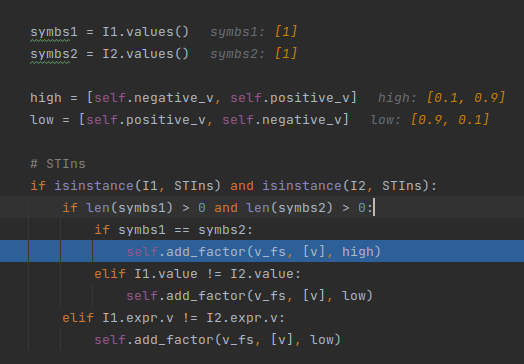 symbs1 = I1.values()   symbs1: [1]
symbs2 = I2.values()   symbs2: [1]
high = [self.negative_v, self.positive_v]   high: [0.1, 0.9]
low = [self.positive_v, self.negative_v]   low: [0.9, 0.1]
# STIns
if isinstance(I1, STIns) and isinstance(I2, STIns):
    if len(symbs1) > 0 and len(symbs2) > 0:
        if symbs1 == symbs2:
            self.add_factor(v_fs, [v], high)
        elif I1.value != I2.value:
            self.add_factor(v_fs, [v], low)
    elif I1.expr.v != I2.expr.v:
        self.add_factor(v_fs, [v], low)